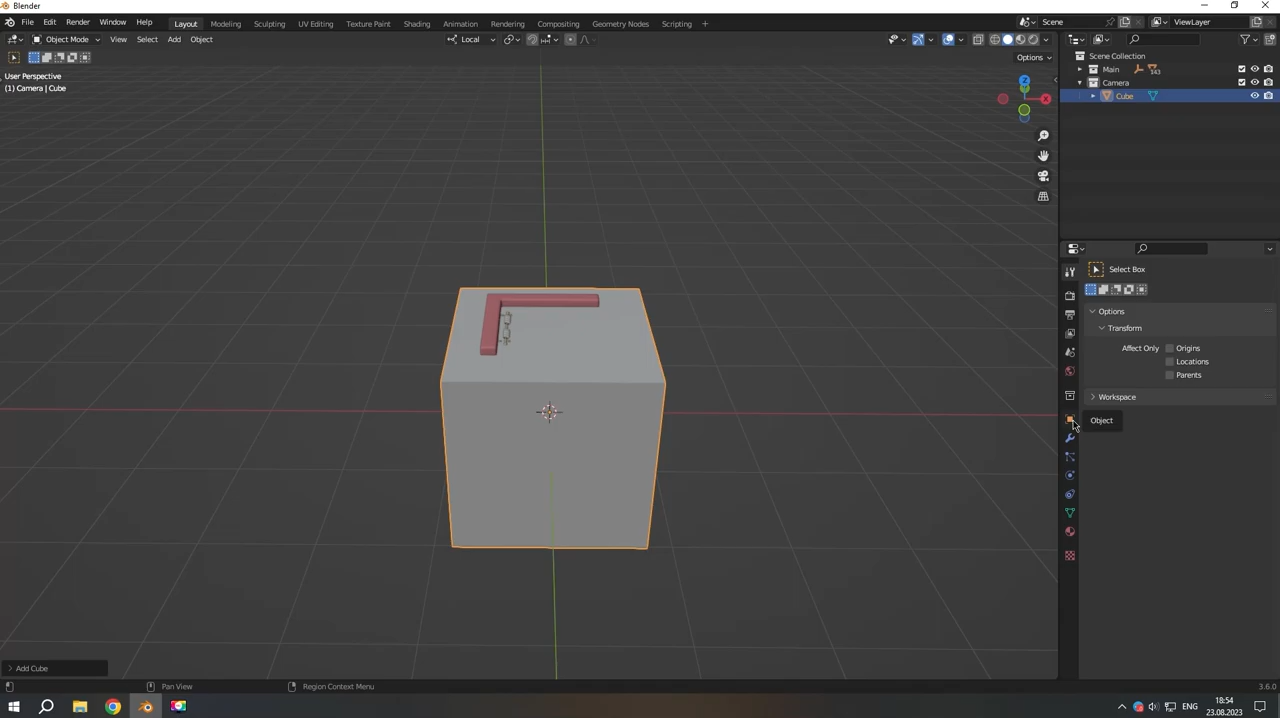 Blender
File Edit Render Window Help Layout Modeling Sculpting UV Editing Texture Paint Shading Animation Rendering Compositing Geometry Nodes Scripting + Scene ViewLayer
Object Mode View Select Add Object Local
Options
User Perspective
(1) Camera | Cube
Z
X
Scene Collection
Main 143
Camera
Cube
Select Box
Options
Transform
Affect Only Origins
Locations
Parents
Workspace
Object
Add Cube
Pan View Region Context Menu 3.6.0
ENG 18:54
23.08.2023